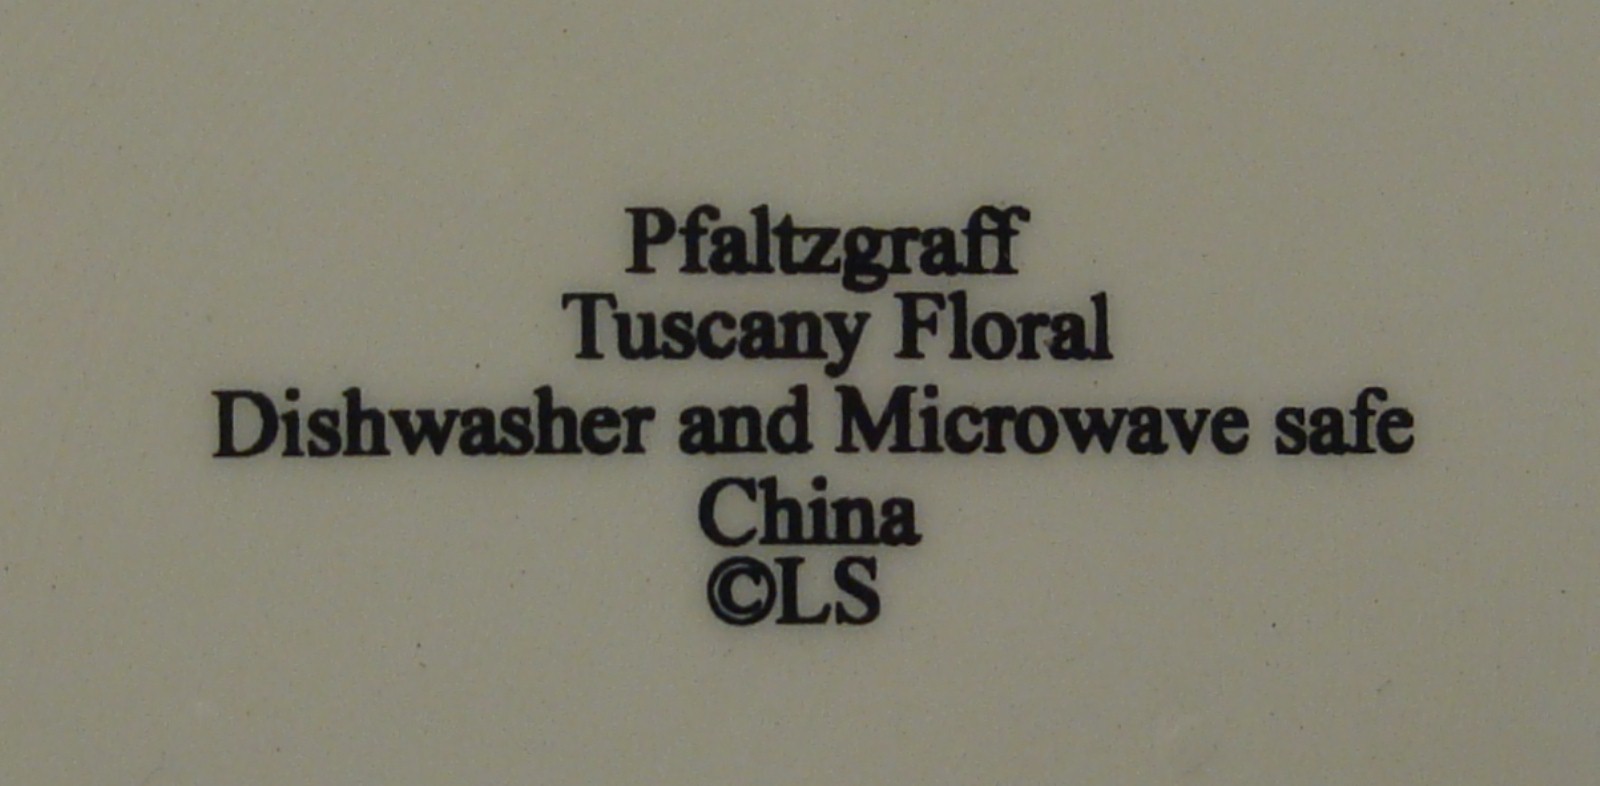 Pfaltzgraff
Tuscany Floral
Dishwasher and Microwave safe
China
©LS